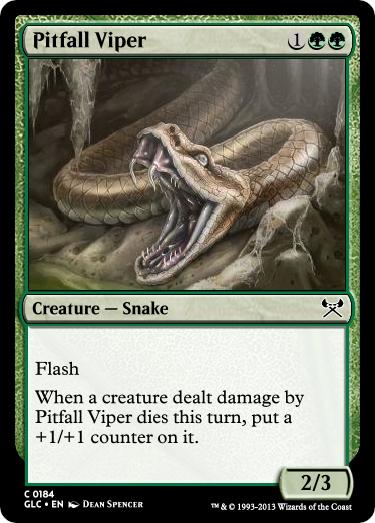 Pitfall Viper 1
Creature — Snake
Flash
When a creature dealt damage by
Pitfall Viper dies this turn, put a
+1/+1 counter on it.
2/3
C 0184
GLC • EN DEAN SPENCER
™ & © 1993-2013 Wizards of the Coast